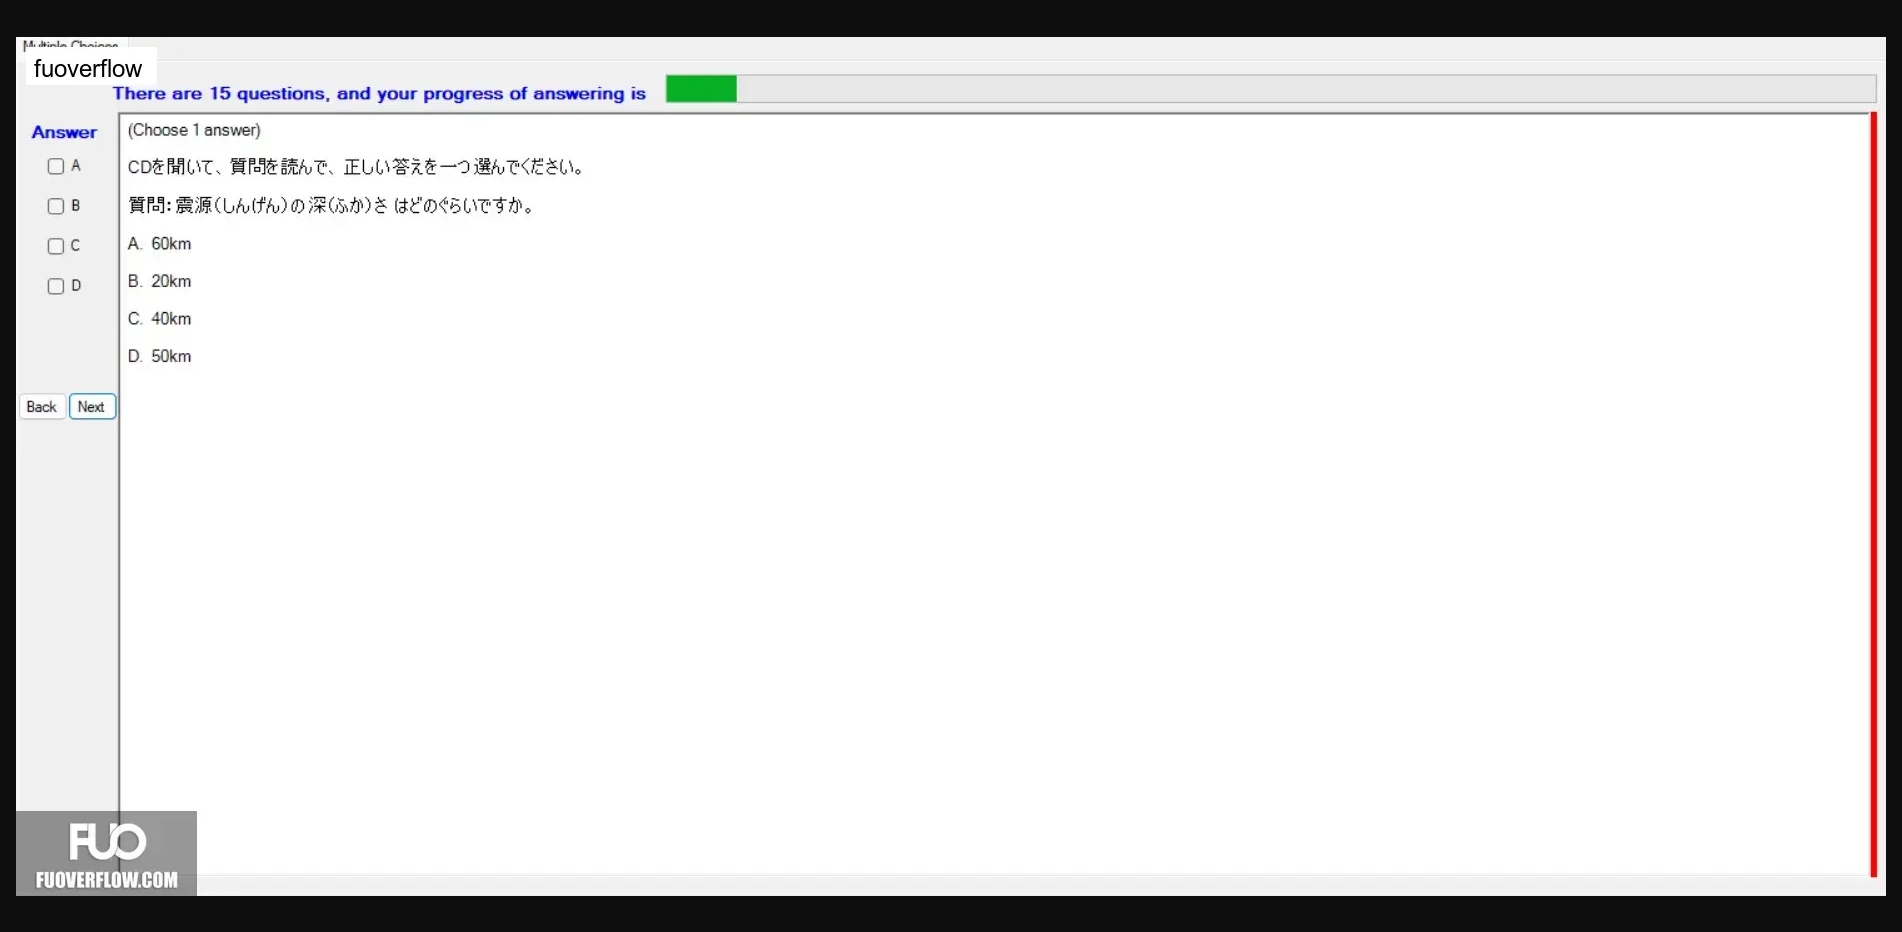 Multiple Choices
fuoverflow
There are 15 questions, and your progress of answering is
Answer
(Choose 1 answer)
A
CDを聞いて、質問を読んで、正しい答えを一つ選んでください。
B
質問:震源(しんげん)の深(ふか)さ はどのぐらいですか。
C
A. 60km
D
B. 20km
C. 40km
D. 50km
Back Next
FUO
FUOVERFLOW.COM